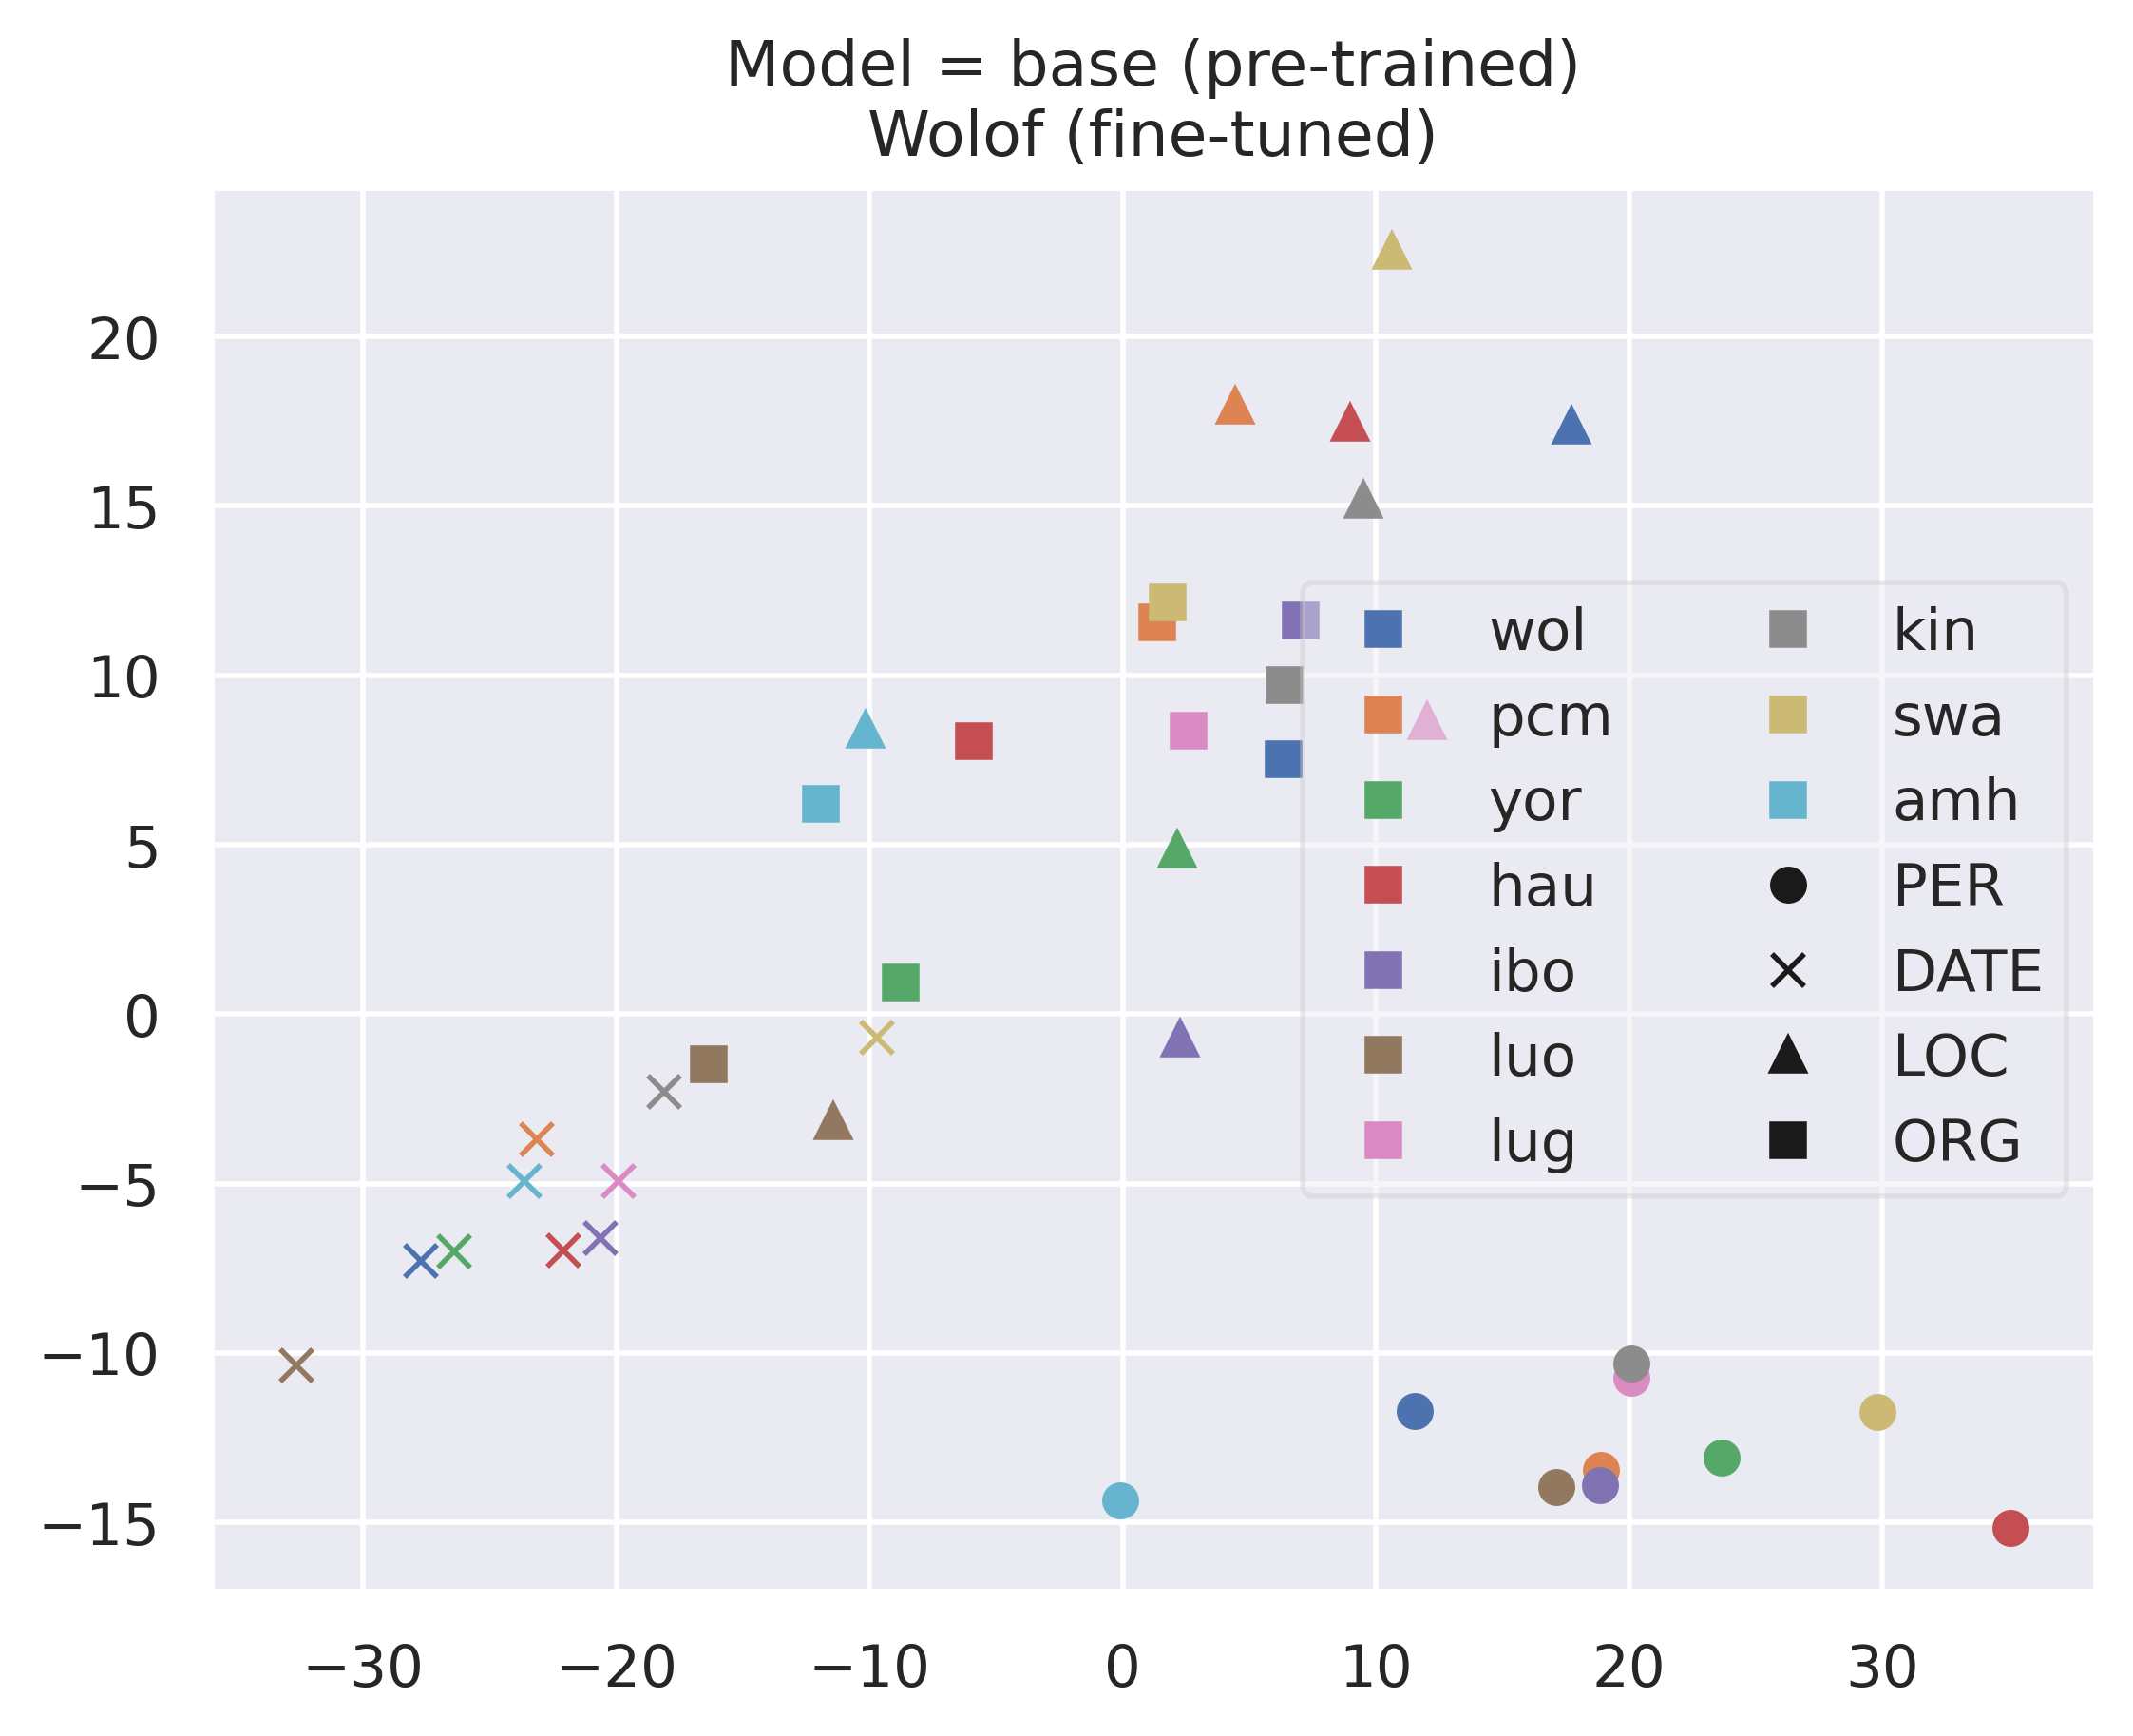 Model = base (pre-trained)
Wolof (fine-tuned)
20
15
10
5
0
−5
−10
−15
−30
−20
−10
0
10
20
30
wol
pcm
yor
hau
ibo
luo
lug
kin
swa
amh
PER
DATE
LOC
ORG